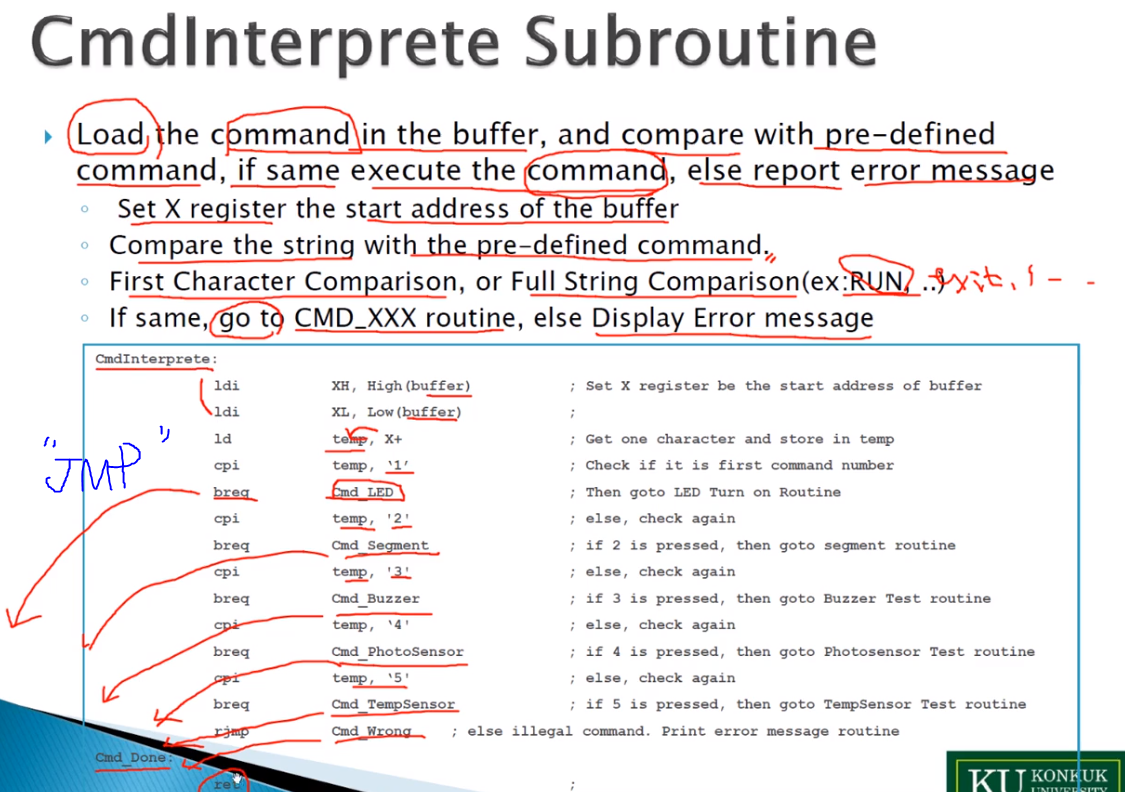 CmdInterprete Subroutine
Load the command in the buffer, and compare with pre-defined
command, if same execute the command, else report error message
Set X register the start address of the buffer
Compare the string with the pre-defined command.
First Character Comparison, or Full String Comparison(ex:RUN, ..) exit,
If same, go to CMD_XXX routine, else Display Error message
CmdInterprete:
ldi XH, High(buffer) ; Set X register be the start address of buffer
ldi XL, Low(buffer) ;
ld temp, X+ ; Get one character and store in temp
cpi temp, '1' ; Check if it is first command number
"JMP"
breq Cmd_LED ; Then goto LED Turn on Routine
cpi temp, '2' ; else, check again
breq Cmd_Segment ; if 2 is pressed, then goto segment routine
cpi temp, '3' ; else, check again
breq Cmd_Buzzer ; if 3 is pressed, then goto Buzzer Test routine
cpi temp, '4' ; else, check again
breq Cmd_PhotoSensor ; if 4 is pressed, then goto Photosensor Test routine
cpi temp, '5' ; else, check again
breq Cmd_TempSensor ; if 5 is pressed, then goto TempSensor Test routine
rjmp Cmd_Wrong ; else illegal command. Print error message routine
Cmd_Done:
ret ;
KU KONKUK
UNIVERSITY